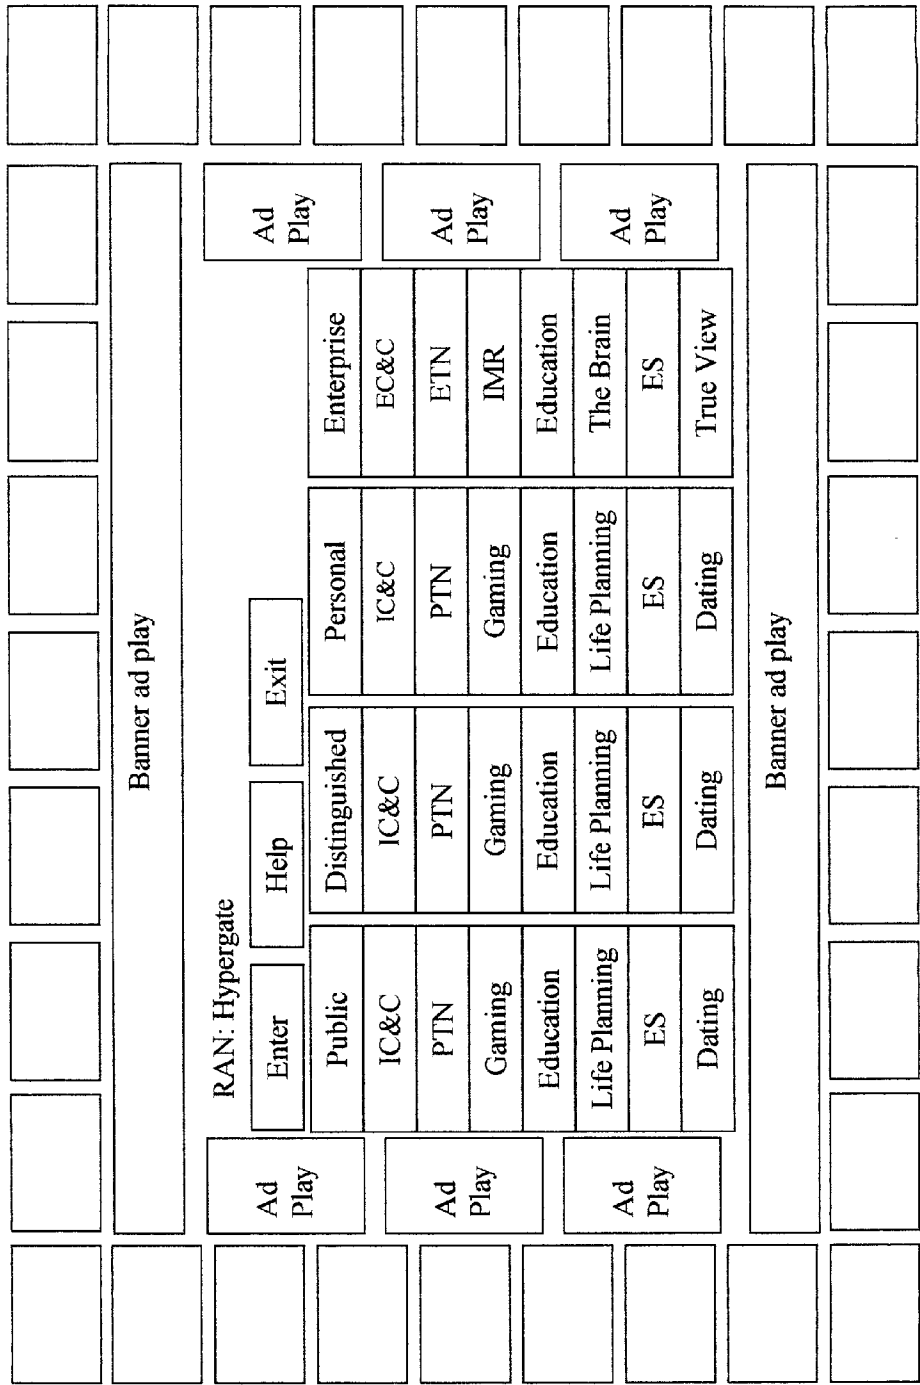 Banner ad play
RAN: Hypergate
Enter
Help
Exit
Ad
Play
Ad
Play
Ad
Play
Public
IC&C
PTN
Gaming
Education
Life Planning
ES
Dating
Distinguished
IC&C
PTN
Gaming
Education
Life Planning
ES
Dating
Personal
IC&C
PTN
Gaming
Education
Life Planning
ES
Dating
Enterprise
EC&C
ETN
IMR
Education
The Brain
ES
True View
Ad
Play
Ad
Play
Ad
Play
Banner ad play